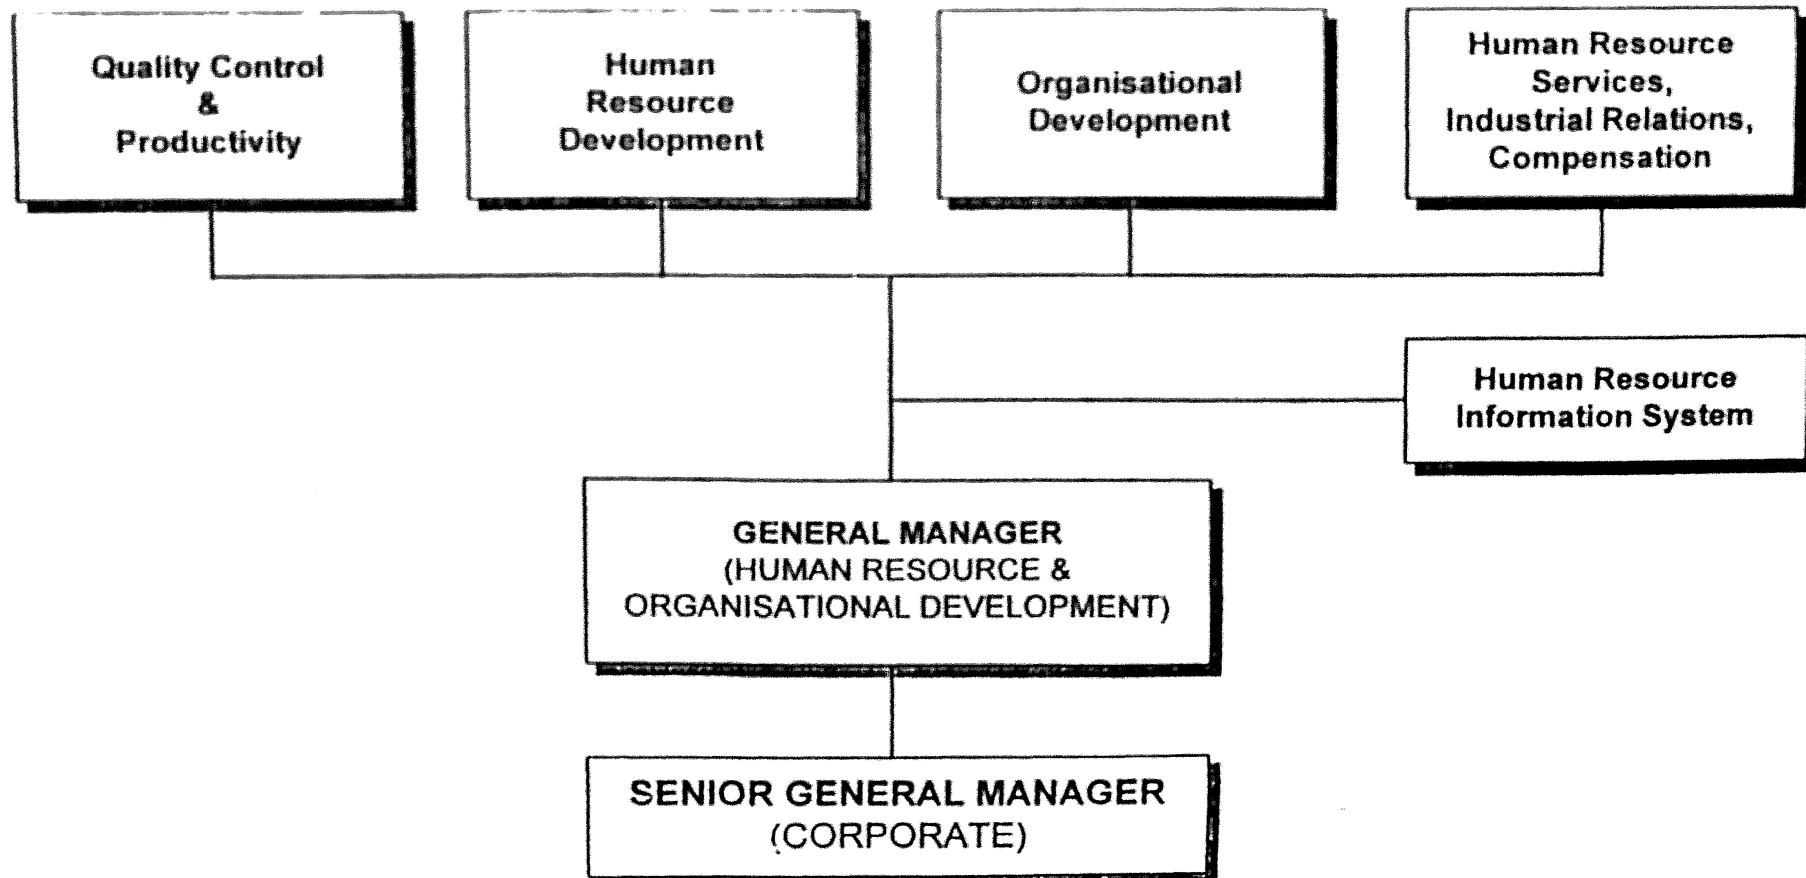 Quality Control
&
Productivity
Human
Resource
Development
Organisational
Development
Human Resource
Services,
Industrial Relations,
Compensation
Human Resource
Information System
GENERAL MANAGER
(HUMAN RESOURCE &
ORGANISATIONAL DEVELOPMENT)
SENIOR GENERAL MANAGER
(CORPORATE)